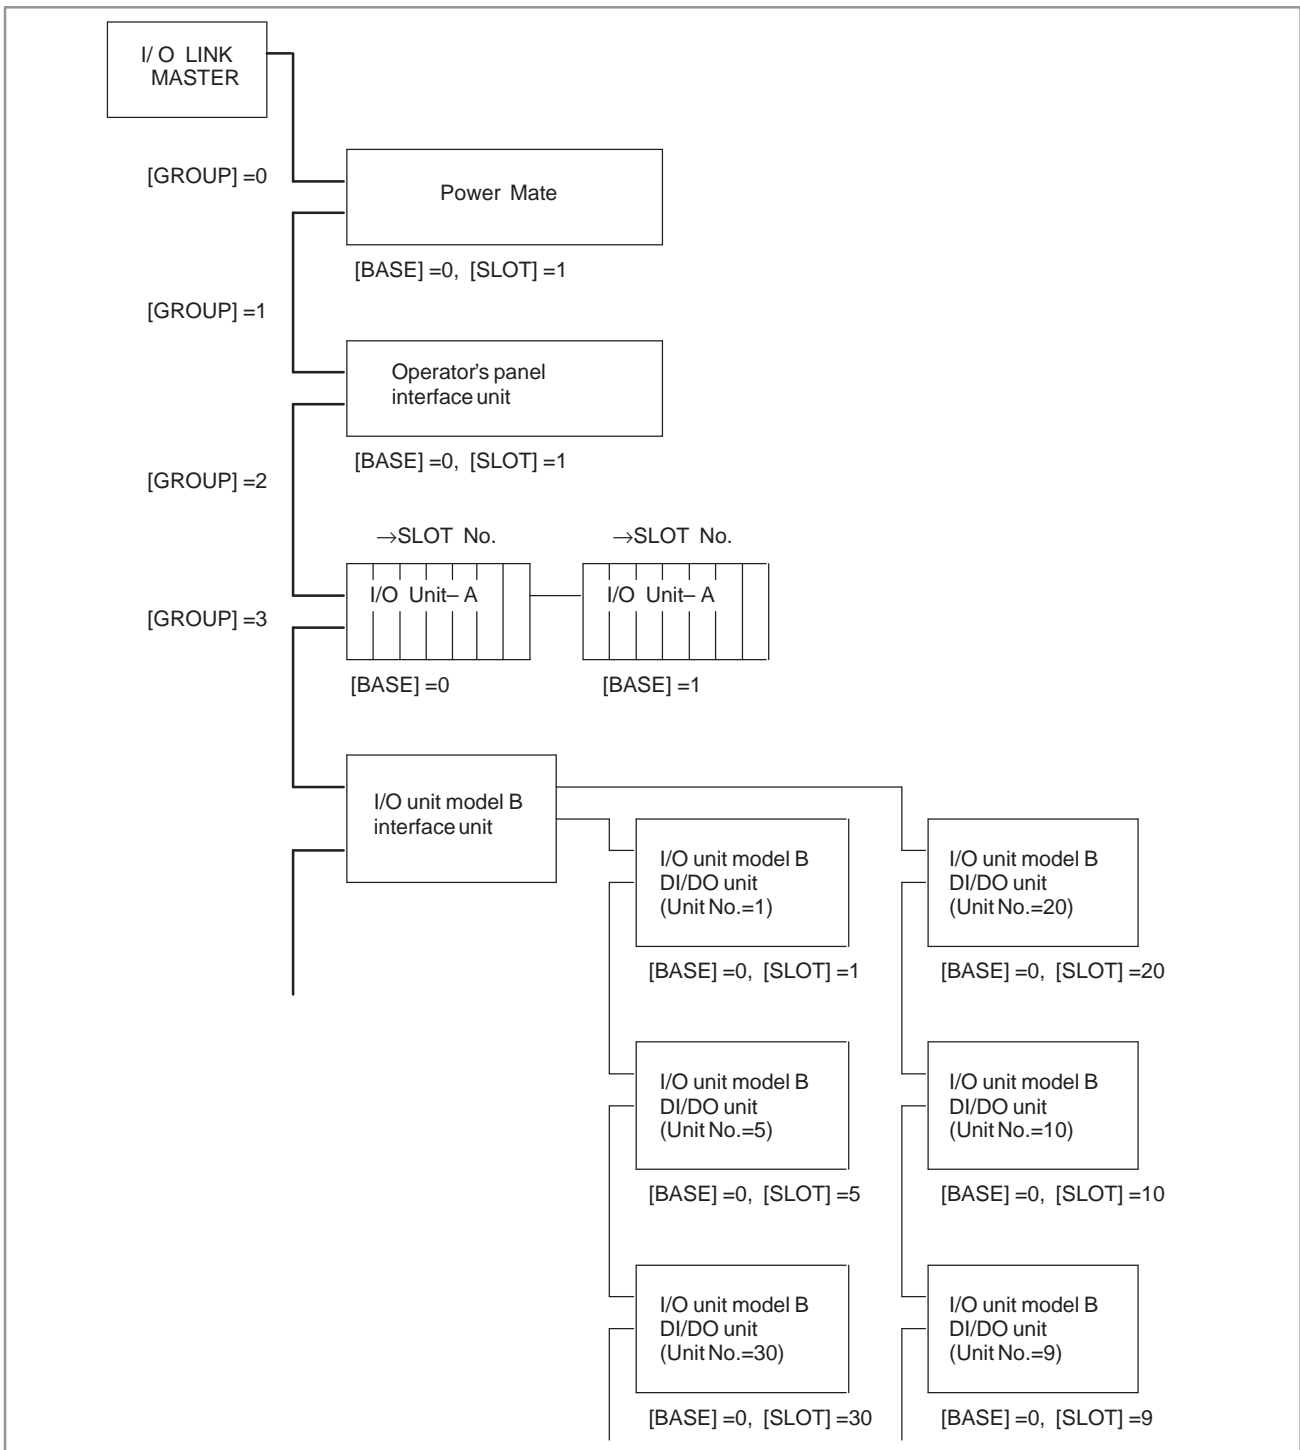 I/ O LINK
MASTER
[GROUP] =0
Power Mate
[BASE] =0, [SLOT] =1
[GROUP] =1
Operator's panel
interface unit
[BASE] =0, [SLOT] =1
[GROUP] =2
→SLOT No.
→SLOT No.
I/O Unit– A
I/O Unit– A
[GROUP] =3
[BASE] =0
[BASE] =1
I/O unit model B
interface unit
I/O unit model B
DI/DO unit
(Unit No.=1)
I/O unit model B
DI/DO unit
(Unit No.=20)
[BASE] =0, [SLOT] =1
[BASE] =0, [SLOT] =20
I/O unit model B
DI/DO unit
(Unit No.=5)
I/O unit model B
DI/DO unit
(Unit No.=10)
[BASE] =0, [SLOT] =5
[BASE] =0, [SLOT] =10
I/O unit model B
DI/DO unit
(Unit No.=30)
I/O unit model B
DI/DO unit
(Unit No.=9)
[BASE] =0, [SLOT] =30
[BASE] =0, [SLOT] =9